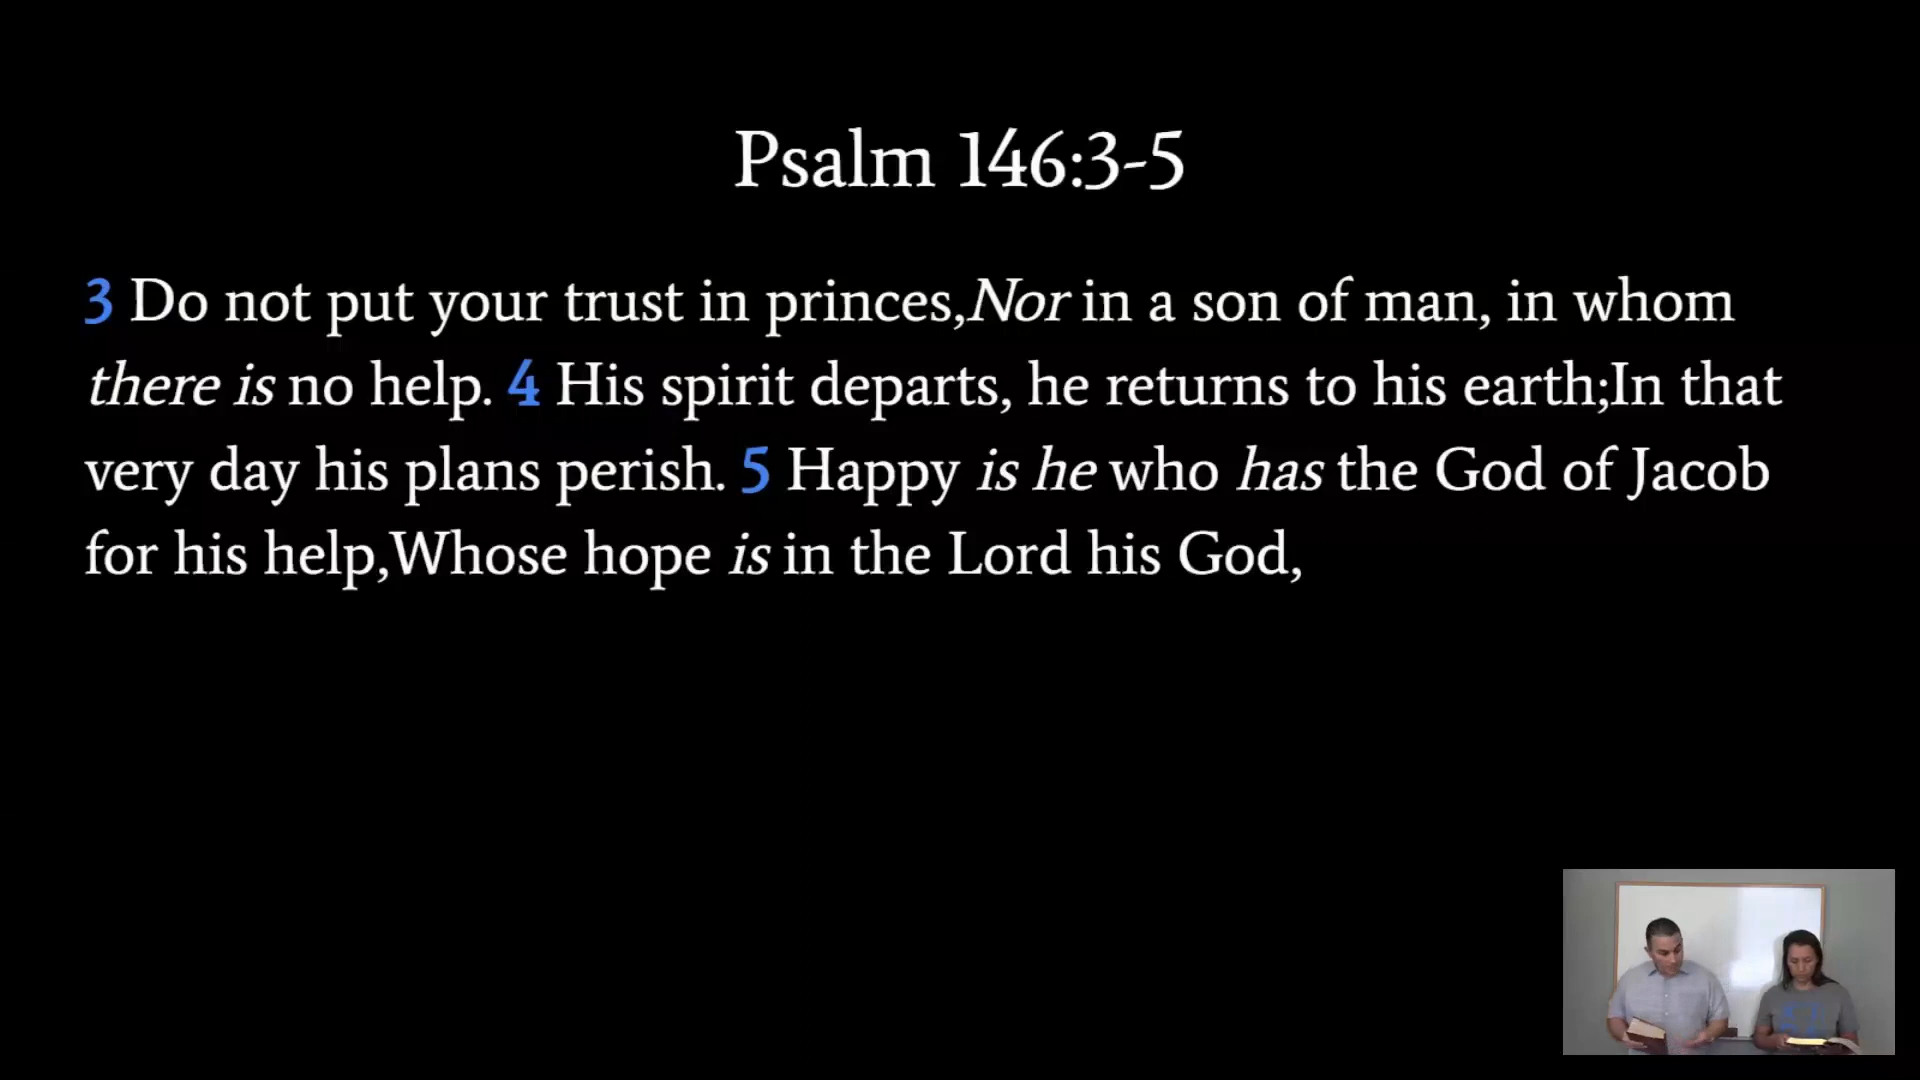 Psalm 146:3-5
3 Do not put your trust in princes,Nor in a son of man, in whom
there is no help. 4 His spirit departs, he returns to his earth;In that
very day his plans perish. 5 Happy is he who has the God of Jacob
for his help,Whose hope is in the Lord his God,